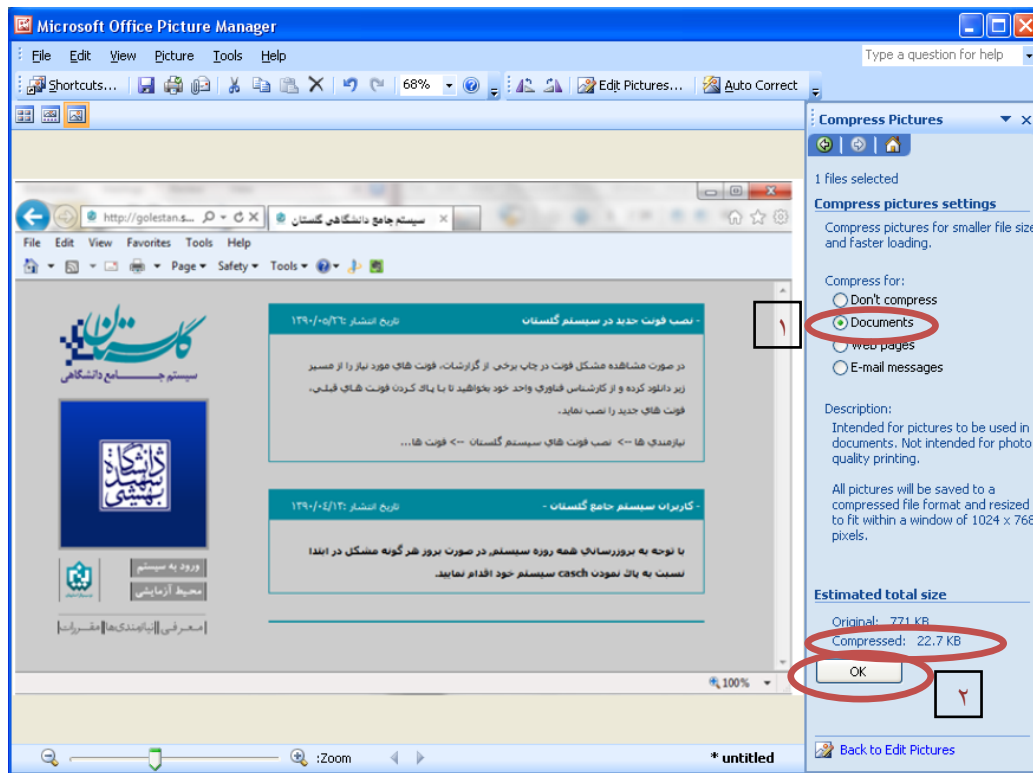 Microsoft Office Picture Manager
File Edit View Picture Tools Help
Type a question for help
Shortcuts... 68% Edit Pictures... Auto Correct
Compress Pictures
1 files selected
Compress pictures settings
Compress pictures for smaller file size
and faster loading.
Compress for:
Don't compress
Documents
Web pages
E-mail messages
۱
Description:
Intended for pictures to be used in
documents. Not intended for photo
quality printing.
All pictures will be saved to a
compressed file format and resized
to fit within a window of 1024 x 768
pixels.
Estimated total size
Original: 771 KB
Compressed: 22.7 KB
OK
۲
Back to Edit Pictures
http://golestan.s... سیستم جامع دانشگاهی گلستان
File Edit View Favorites Tools Help
Page Safety Tools
گلستان
سیستم جـــامع دانشگاهی
دانشگاه
شهید
بهشتی
ورود به سیستم
محیط آزمایشی
معرفی||نیازمندی‌ها||مقررات|
- نصب فونت جدید در سیستم گلستان تاریخ انتشار :۱۳۹۰/۰۵/۲۶
در صورت مشاهده مشکل فونت در چاپ برخی از گزارشات، فونت های مورد نیاز را از مسیر
زیر دانلود کرده و از کارشناس فناوری واحد خود بخواهید تا با پاک کردن فونت های قبلی،
فونت های جدید را نصب نماید.
نیازمندی ها --> نصب فونت های سیستم گلستان --> فونت ها...
- کاربران سیستم جامع گلستان - تاریخ انتشار :۱۳۹۰/۰۴/۱۳
با توجه به بروزرسانی همه روزه سیستم, در صورت بروز هر گونه مشکل در ابتدا
نسبت به پاک نمودن casch سیستم خود اقدام نمایید.
100%
:Zoom
* untitled